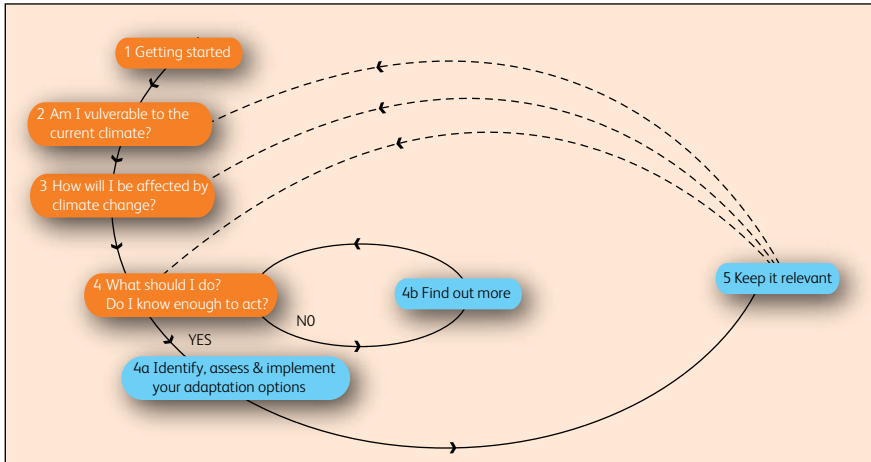 1 Getting started
2 Am I vulverable to the
current climate?
3 How will I be affected by
climate change?
4 What should I do?
Do I know enough to act?
4b Find out more
5 Keep it relevant
N0
YES
4a Identify, assess & implement
your adaptation options